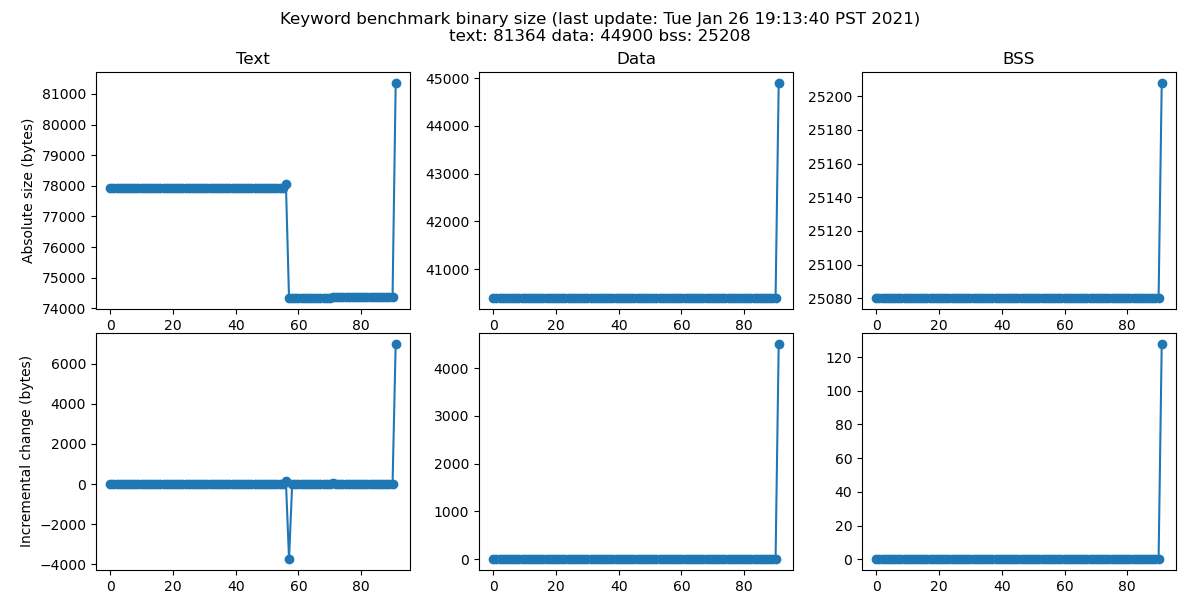 Keyword benchmark binary size (last update: Tue Jan 26 19:13:40 PST 2021)
text: 81364 data: 44900 bss: 25208
Text
Absolute size (bytes)
81000
80000
79000
78000
77000
76000
75000
74000
0 20 40 60 80
Data
45000
44000
43000
42000
41000
0 20 40 60 80
BSS
25200
25180
25160
25140
25120
25100
25080
0 20 40 60 80
Incremental change (bytes)
6000
4000
2000
0
−2000
−4000
0 20 40 60 80
4000
3000
2000
1000
0
0 20 40 60 80
120
100
80
60
40
20
0
0 20 40 60 80